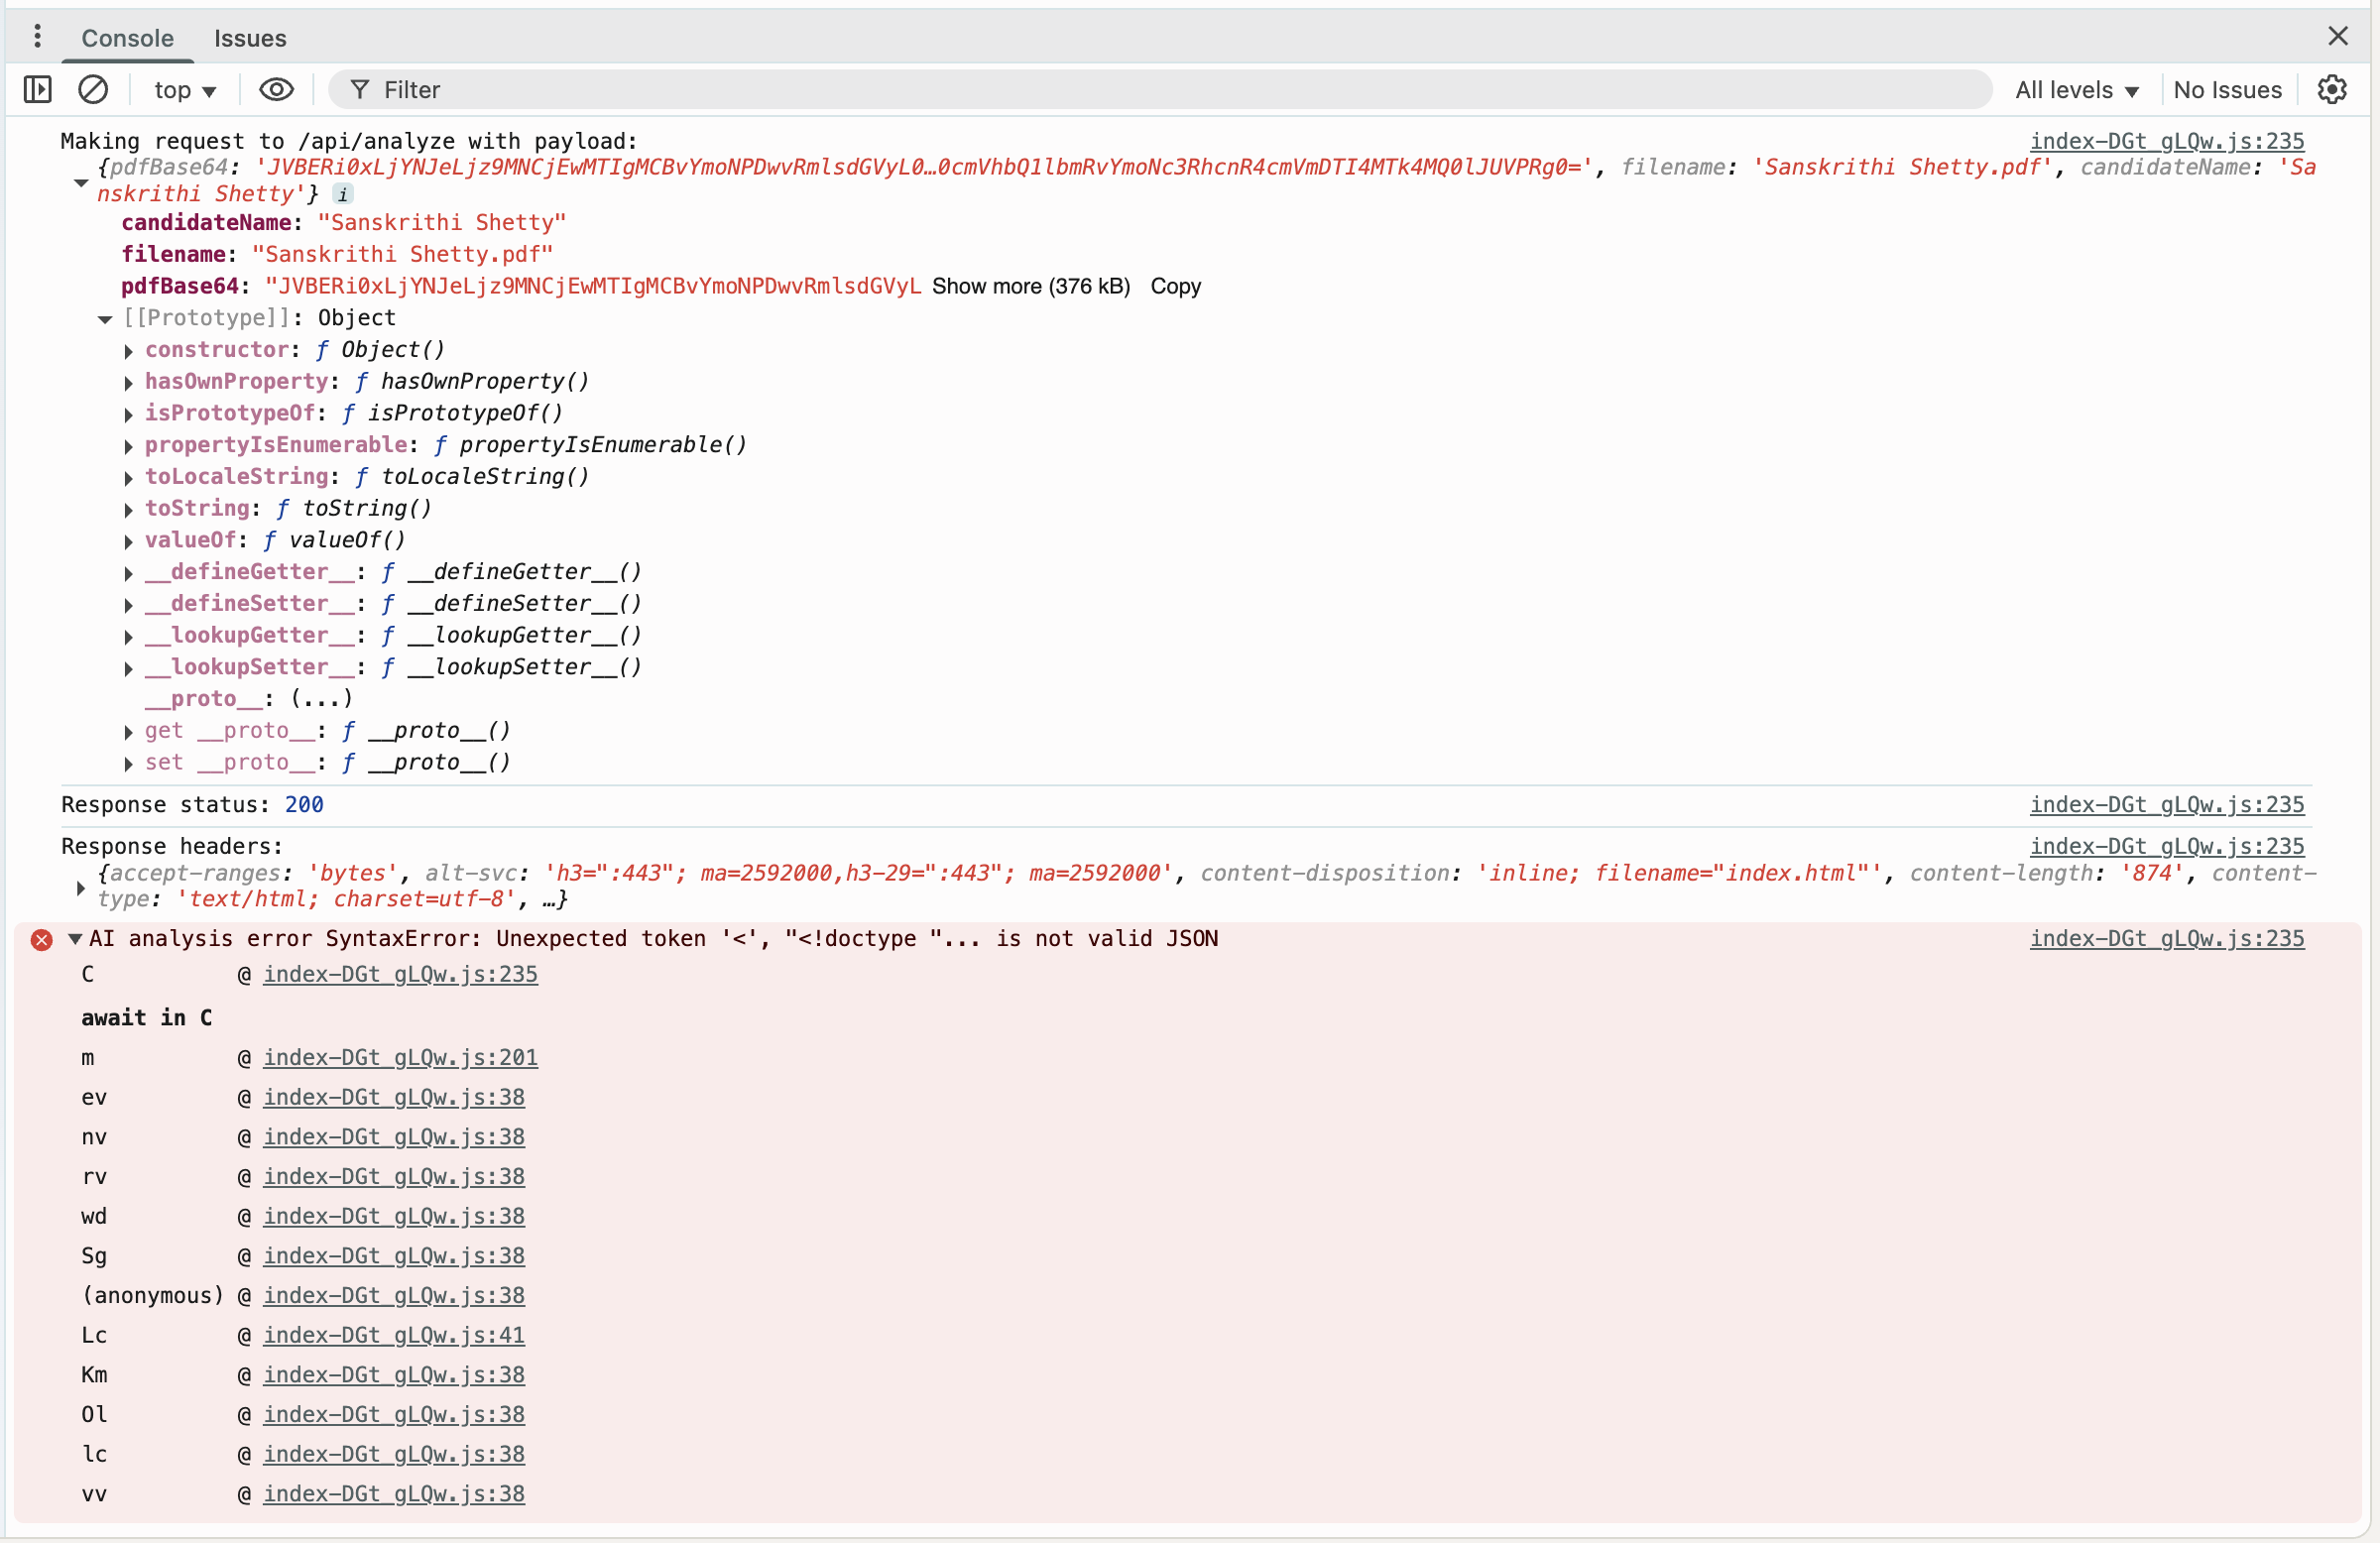 Console Issues
top Filter All levels No Issues
Making request to /api/analyze with payload: index-DGt_gLQw.js:235
{pdfBase64: 'JVBERi0xLjYNJeLjz9MNCjEwMTIgMCBvYmoNPDwvRmlsdGVyL0…0cmVhbQ1lbmRvYmoNc3RhcnR4cmVmDTI4MTk4MQ0lJUVPRg0=', filename: 'Sanskrithi Shetty.pdf', candidateName: 'Sa
nskrithi Shetty'} i
candidateName: "Sanskrithi Shetty"
filename: "Sanskrithi Shetty.pdf"
pdfBase64: "JVBERi0xLjYNJeLjz9MNCjEwMTIgMCBvYmoNPDwvRmlsdGVyL Show more (376 kB) Copy
[[Prototype]]: Object
constructor: ƒ Object()
hasOwnProperty: ƒ hasOwnProperty()
isPrototypeOf: ƒ isPrototypeOf()
propertyIsEnumerable: ƒ propertyIsEnumerable()
toLocaleString: ƒ toLocaleString()
toString: ƒ toString()
valueOf: ƒ valueOf()
__defineGetter__: ƒ __defineGetter__()
__defineSetter__: ƒ __defineSetter__()
__lookupGetter__: ƒ __lookupGetter__()
__lookupSetter__: ƒ __lookupSetter__()
__proto__: (...)
get __proto__: ƒ __proto__()
set __proto__: ƒ __proto__()
Response status: 200 index-DGt_gLQw.js:235
Response headers: index-DGt_gLQw.js:235
{accept-ranges: 'bytes', alt-svc: 'h3=":443"; ma=2592000,h3-29=":443"; ma=2592000', content-disposition: 'inline; filename="index.html"', content-length: '874', content-
type: 'text/html; charset=utf-8', …}
AI analysis error SyntaxError: Unexpected token '<', "<!doctype "... is not valid JSON index-DGt_gLQw.js:235
C @ index-DGt_gLQw.js:235
await in C
m @ index-DGt_gLQw.js:201
ev @ index-DGt_gLQw.js:38
nv @ index-DGt_gLQw.js:38
rv @ index-DGt_gLQw.js:38
wd @ index-DGt_gLQw.js:38
Sg @ index-DGt_gLQw.js:38
(anonymous) @ index-DGt_gLQw.js:38
Lc @ index-DGt_gLQw.js:41
Km @ index-DGt_gLQw.js:38
Ol @ index-DGt_gLQw.js:38
lc @ index-DGt_gLQw.js:38
vv @ index-DGt_gLQw.js:38